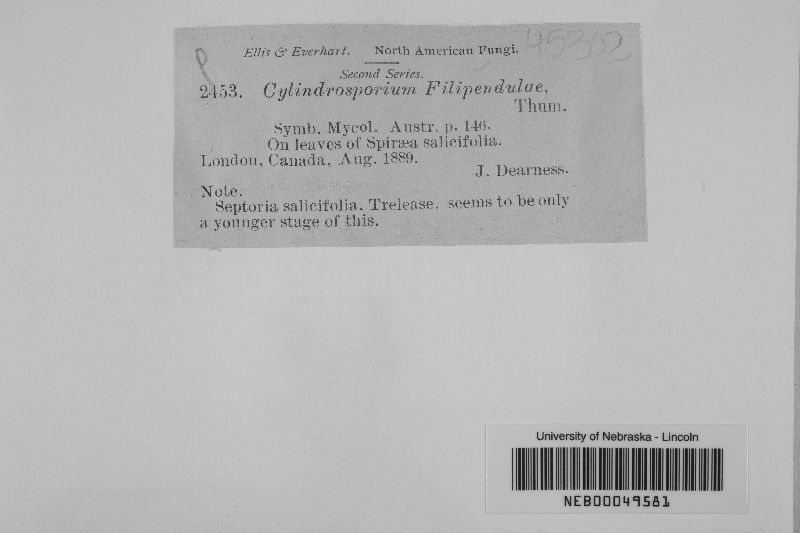 P 45302
Ellis & Everhart. North American Fungi.
Second Series.
2453. Cylindrosporium Filipendulae,
Thum.
Symb. Mycol. Austr. p. 146.
On leaves of Spiræa salicifolia.
London, Canada, Aug. 1889.
J. Dearness.
Note.
Septoria salicifolia, Trelease, seems to be only
a younger stage of this.
University of Nebraska - Lincoln
NEB00049581